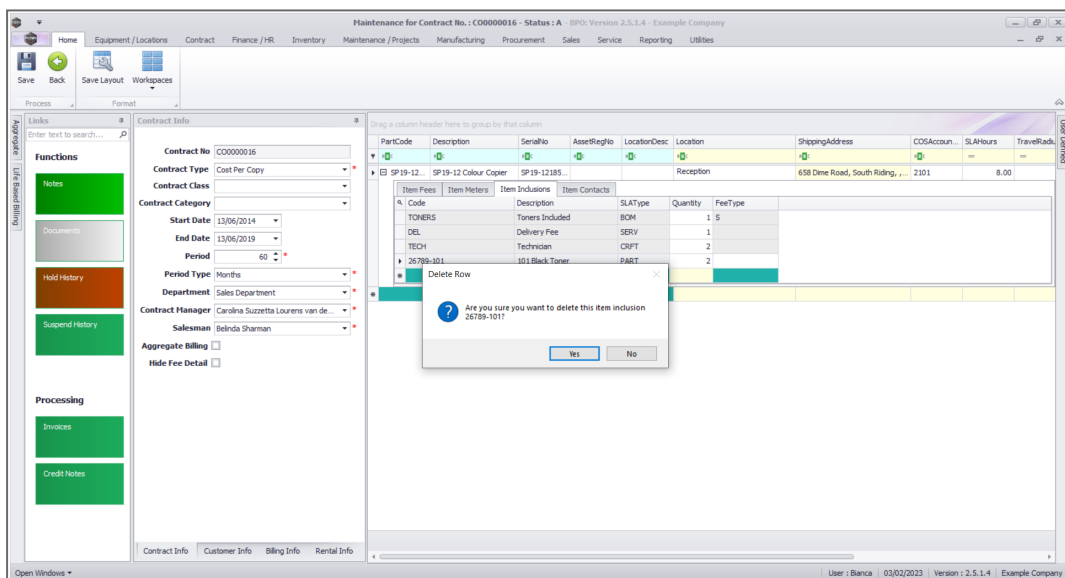 Maintenance for Contract No. : CO0000016 - Status : A - BPO: Version 2.5.1.4 - Example Company
Home Equipment / Locations Contract Finance / HR Inventory Maintenance / Projects Manufacturing Procurement Sales Service Reporting Utilities
Save Back Save Layout Workspaces
Process Format
Aggregate
Life Based Billing
Links
Enter text to search...
Functions
Notes
Documents
Hold History
Suspend History
Processing
Invoices
Credit Notes
Contract Info
Contract No CO0000016
Contract Type Cost Per Copy *
Contract Class
Contract Category
Start Date 13/06/2014
End Date 13/06/2019
Period 60 *
Period Type Months *
Department Sales Department *
Contract Manager Carolina Suzzetta Lourens van de... *
Salesman Belinda Sharman *
Aggregate Billing
Hide Fee Detail
Contract Info Customer Info Billing Info Rental Info
Drag a column header here to group by that column
PartCode Description SerialNo AssetRegNo LocationDesc Location ShippingAddress COSAccoun... SLAHours TravelRadiu
SP19-12... SP19-12 Colour Copier SP19-12185... Reception 658 Dime Road, South Riding, ,... 2101 8.00
Item Fees Item Meters Item Inclusions Item Contacts
Code Description SLAType Quantity FeeType
TONERS Toners Included BOM 1 S
DEL Delivery Fee SERV 1
TECH Technician CRFT 2
26789-101 101 Black Toner PART 2
Delete Row
Are you sure you want to delete this item inclusion
26789-101?
Yes No
User Defined
Open Windows
User : Bianca 03/02/2023 Version : 2.5.1.4 Example Company